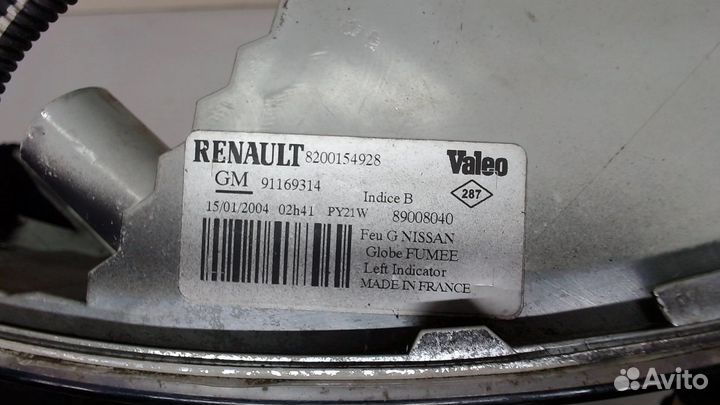 RENAULT 8200154928 Valeo
GM 91169314 Indice B 287
15/01/2004 02h41 PY21W 89008040
Feu G NISSAN
Globe FUMEE
Left Indicator
MADE IN FRANCE
Avito